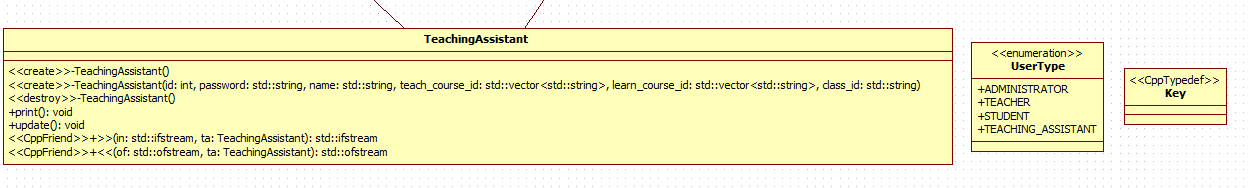 TeachingAssistant
<<create>>-TeachingAssistant()
<<create>>-TeachingAssistant(id: int, password: std::string, name: std::string, teach_course_id: std::vector<std::string>, learn_course_id: std::vector<std::string>, class_id: std::string)
<<destroy>>-TeachingAssistant()
+print(): void
+update(): void
<<CppFriend>>+>>(in: std::ifstream, ta: TeachingAssistant): std::ifstream
<<CppFriend>>+<<(of: std::ofstream, ta: TeachingAssistant): std::ofstream
<<enumeration>>
UserType
+ADMINISTRATOR
+TEACHER
+STUDENT
+TEACHING_ASSISTANT
<<CppTypedef>>
Key